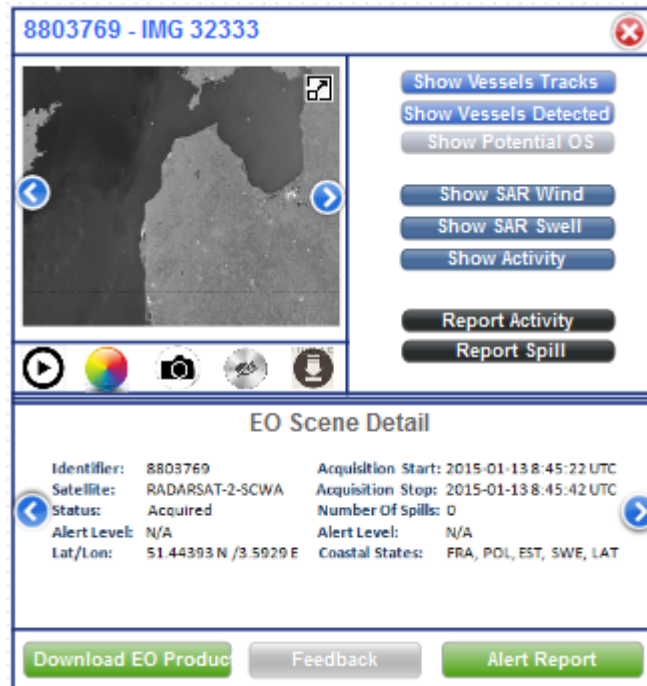 8803769 - IMG 32333
Show Vessels Tracks
Show Vessels Detected
Show Potential OS
Show SAR Wind
Show SAR Swell
Show Activity
Report Activity
Report Spill
EO Scene Detail
Identifier: 8803769 Acquisition Start: 2015-01-13 8:45:22 UTC
Satellite: RADARSAT-2-SCWA Acquisition Stop: 2015-01-13 8:45:42 UTC
Status: Acquired Number Of Spills: 0
Alert Level: N/A Alert Level: N/A
Lat/Lon: 51.44393 N /3.5929 E Coastal States: FRA, POL, EST, SWE, LAT
Download EO Produc Feedback Alert Report